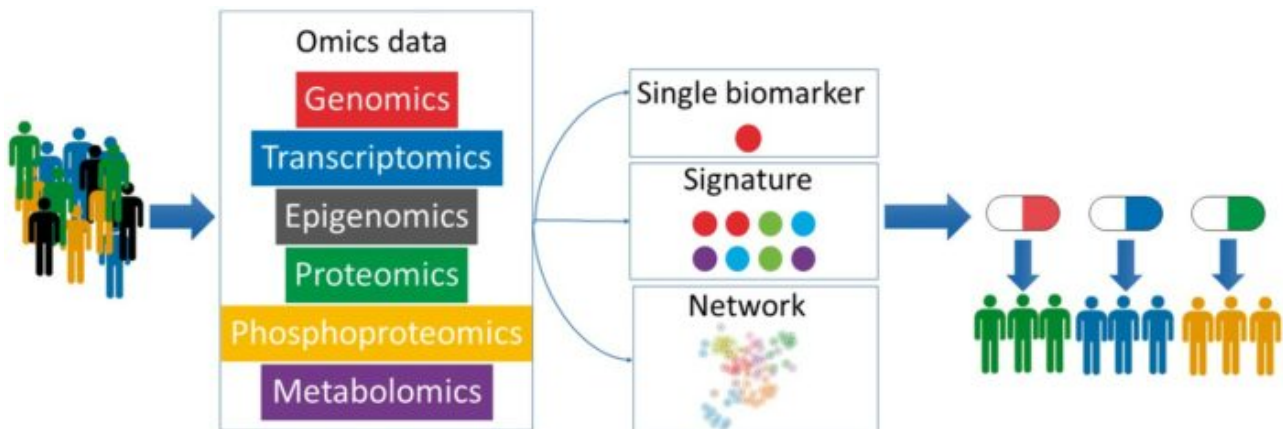 Omics data
Genomics
Transcriptomics
Epigenomics
Proteomics
Phosphoproteomics
Metabolomics
Single biomarker
Signature
Network